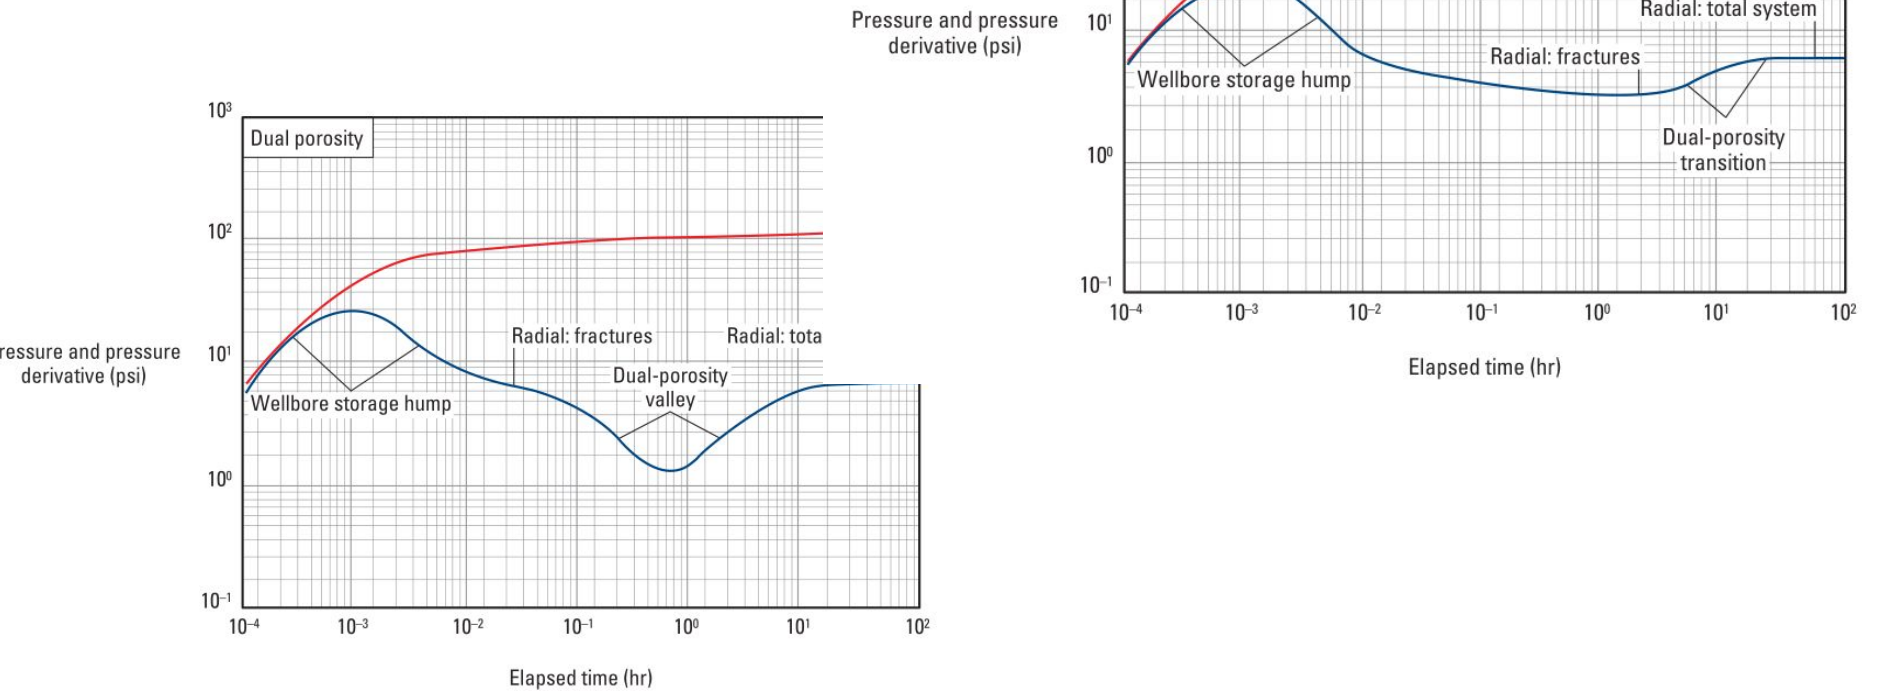 Pressure and pressure
derivative (psi)
10¹
10⁰
10⁻¹
Radial: total system
Radial: fractures
Wellbore storage hump
Dual-porosity
transition
10⁻⁴ 10⁻³ 10⁻² 10⁻¹ 10⁰ 10¹ 10²
Elapsed time (hr)
10³
10²
10¹
10⁰
10⁻¹
Dual porosity
ressure and pressure
derivative (psi)
Radial: fractures
Radial: tota
Dual-porosity
valley
Wellbore storage hump
10⁻⁴ 10⁻³ 10⁻² 10⁻¹ 10⁰ 10¹ 10²
Elapsed time (hr)